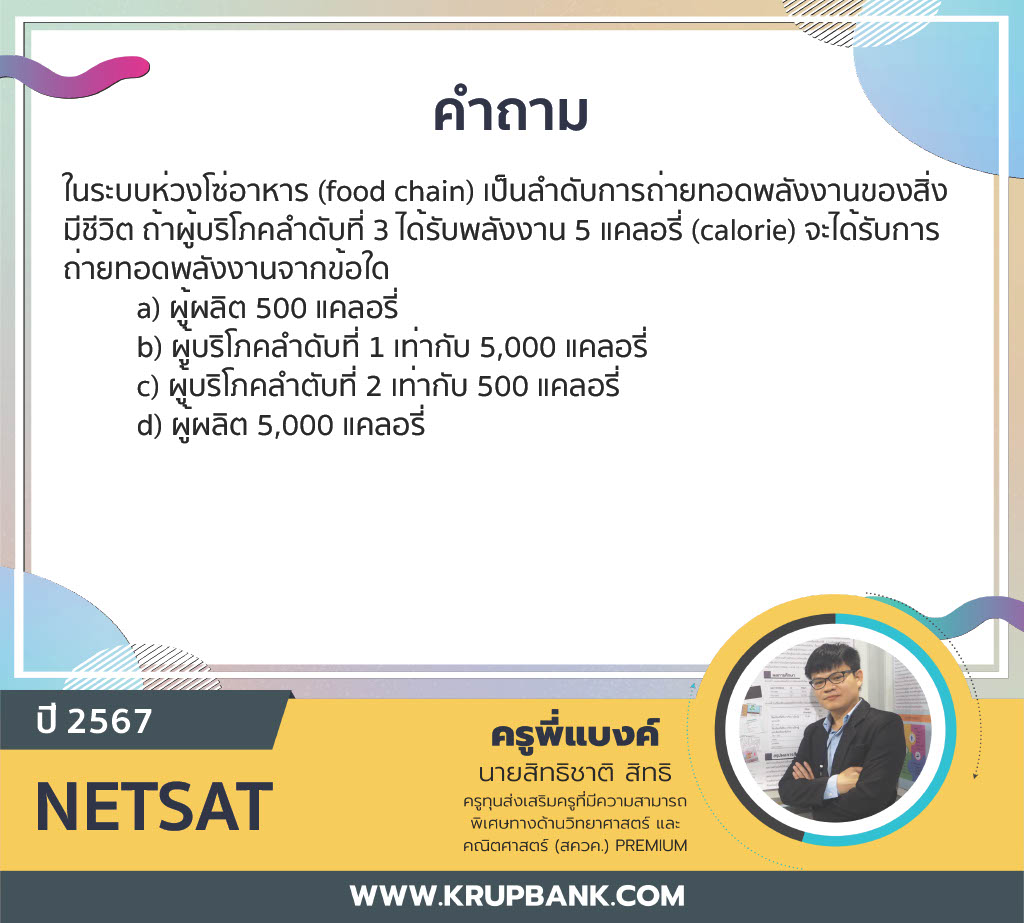 คำถาม
ในระบบห่วงโซ่อาหาร (food chain) เป็นลำดับการถ่ายทอดพลังงานของสิ่ง
มีชีวิต ถ้าผู้บริโภคลำดับที่ 3 ได้รับพลังงาน 5 แคลอรี่ (calorie) จะได้รับการ
ถ่ายทอดพลังงานจากข้อใด
a) ผู้ผลิต 500 แคลอรี่
b) ผู้บริโภคลำดับที่ 1 เท่ากับ 5,000 แคลอรี่
c) ผู้บริโภคลำตับที่ 2 เท่ากับ 500 แคลอรี่
d) ผู้ผลิต 5,000 แคลอรี่
ปี 2567
NETSAT
ครูพี่แบงค์
นายสิทธิชาติ สิทธิ
ครูทุนส่งเสริมครูที่มีความสามารถ
พิเศษทางด้านวิทยาศาสตร์ และ
คณิตศาสตร์ (สควค.) PREMIUM
WWW.KRUPBANK.COM